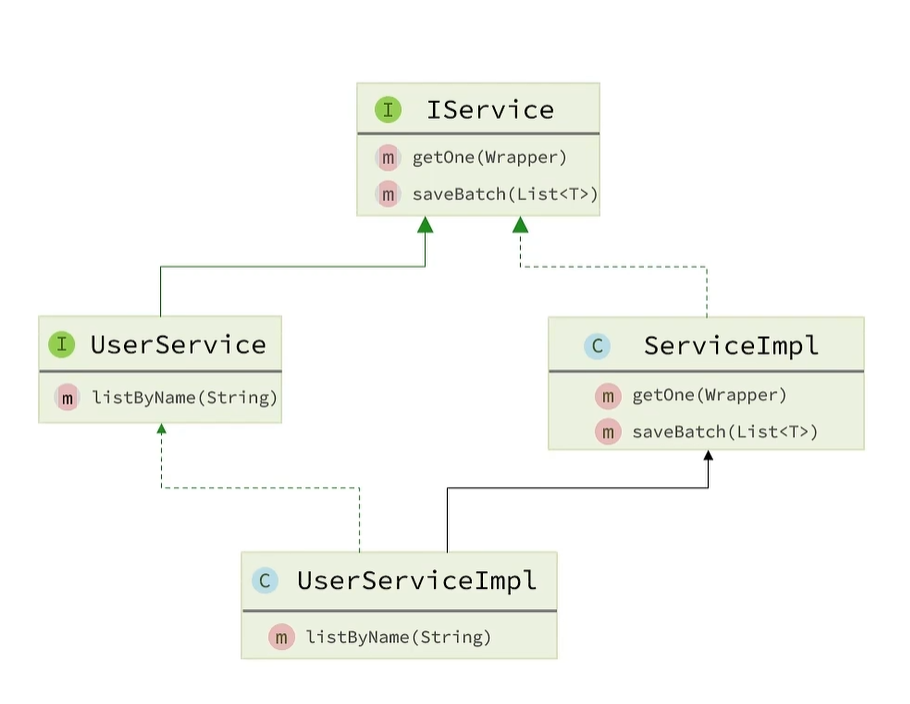 I IService
m getOne(Wrapper)
m saveBatch(List<T>)
I UserService
m listByName(String)
C ServiceImpl
m getOne(Wrapper)
m saveBatch(List<T>)
C UserServiceImpl
m listByName(String)